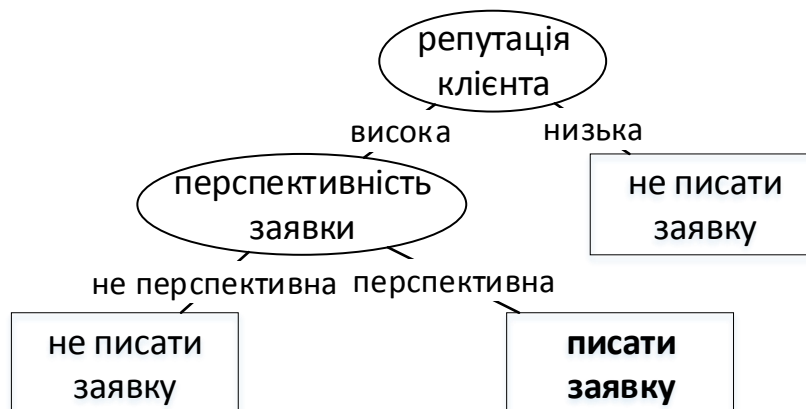 репутація
клієнта
висока
низька
перспективність
заявки
не писати
заявку
не перспективна
перспективна
не писати
заявку
писати
заявку